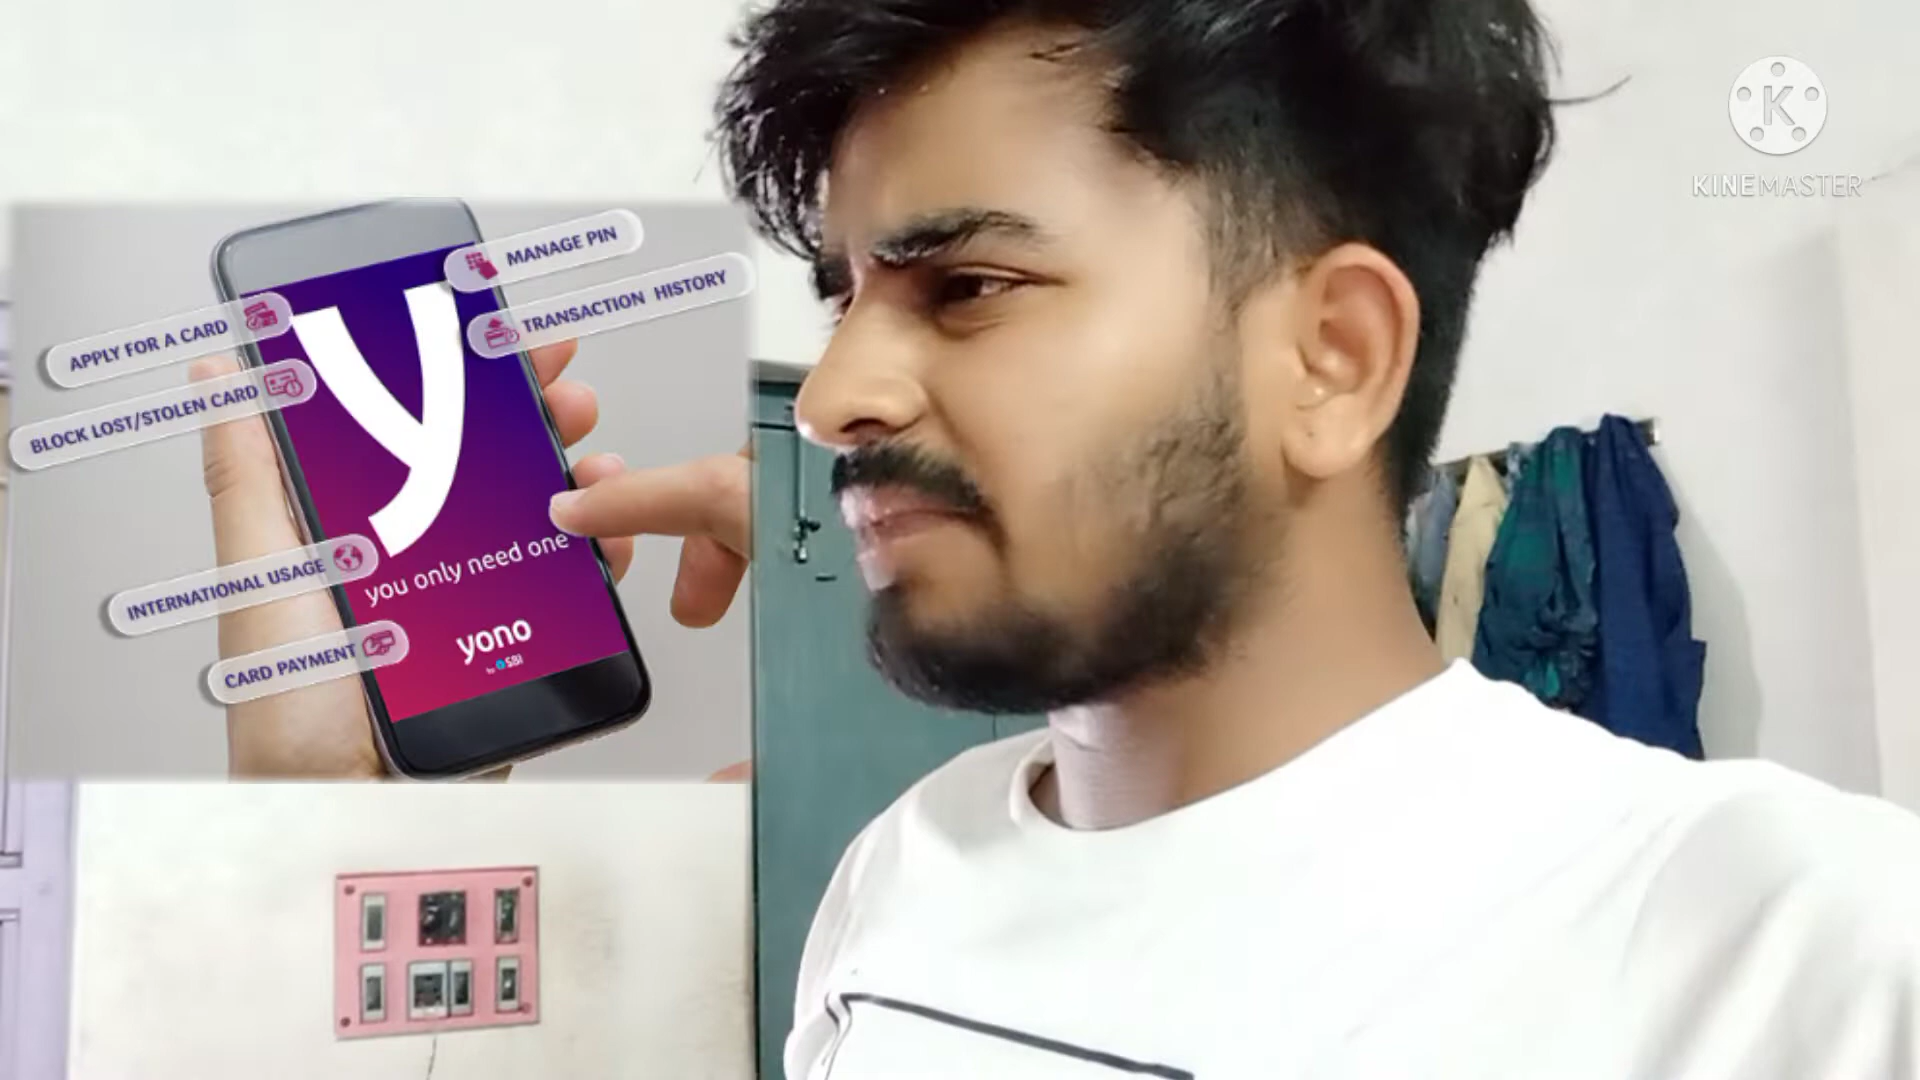 MANAGE PIN
TRANSACTION HISTORY
APPLY FOR A CARD
BLOCK LOST/STOLEN CARD
you only need one
INTERNATIONAL USAGE
yono
by SBI
CARD PAYMENT
KINEMASTER